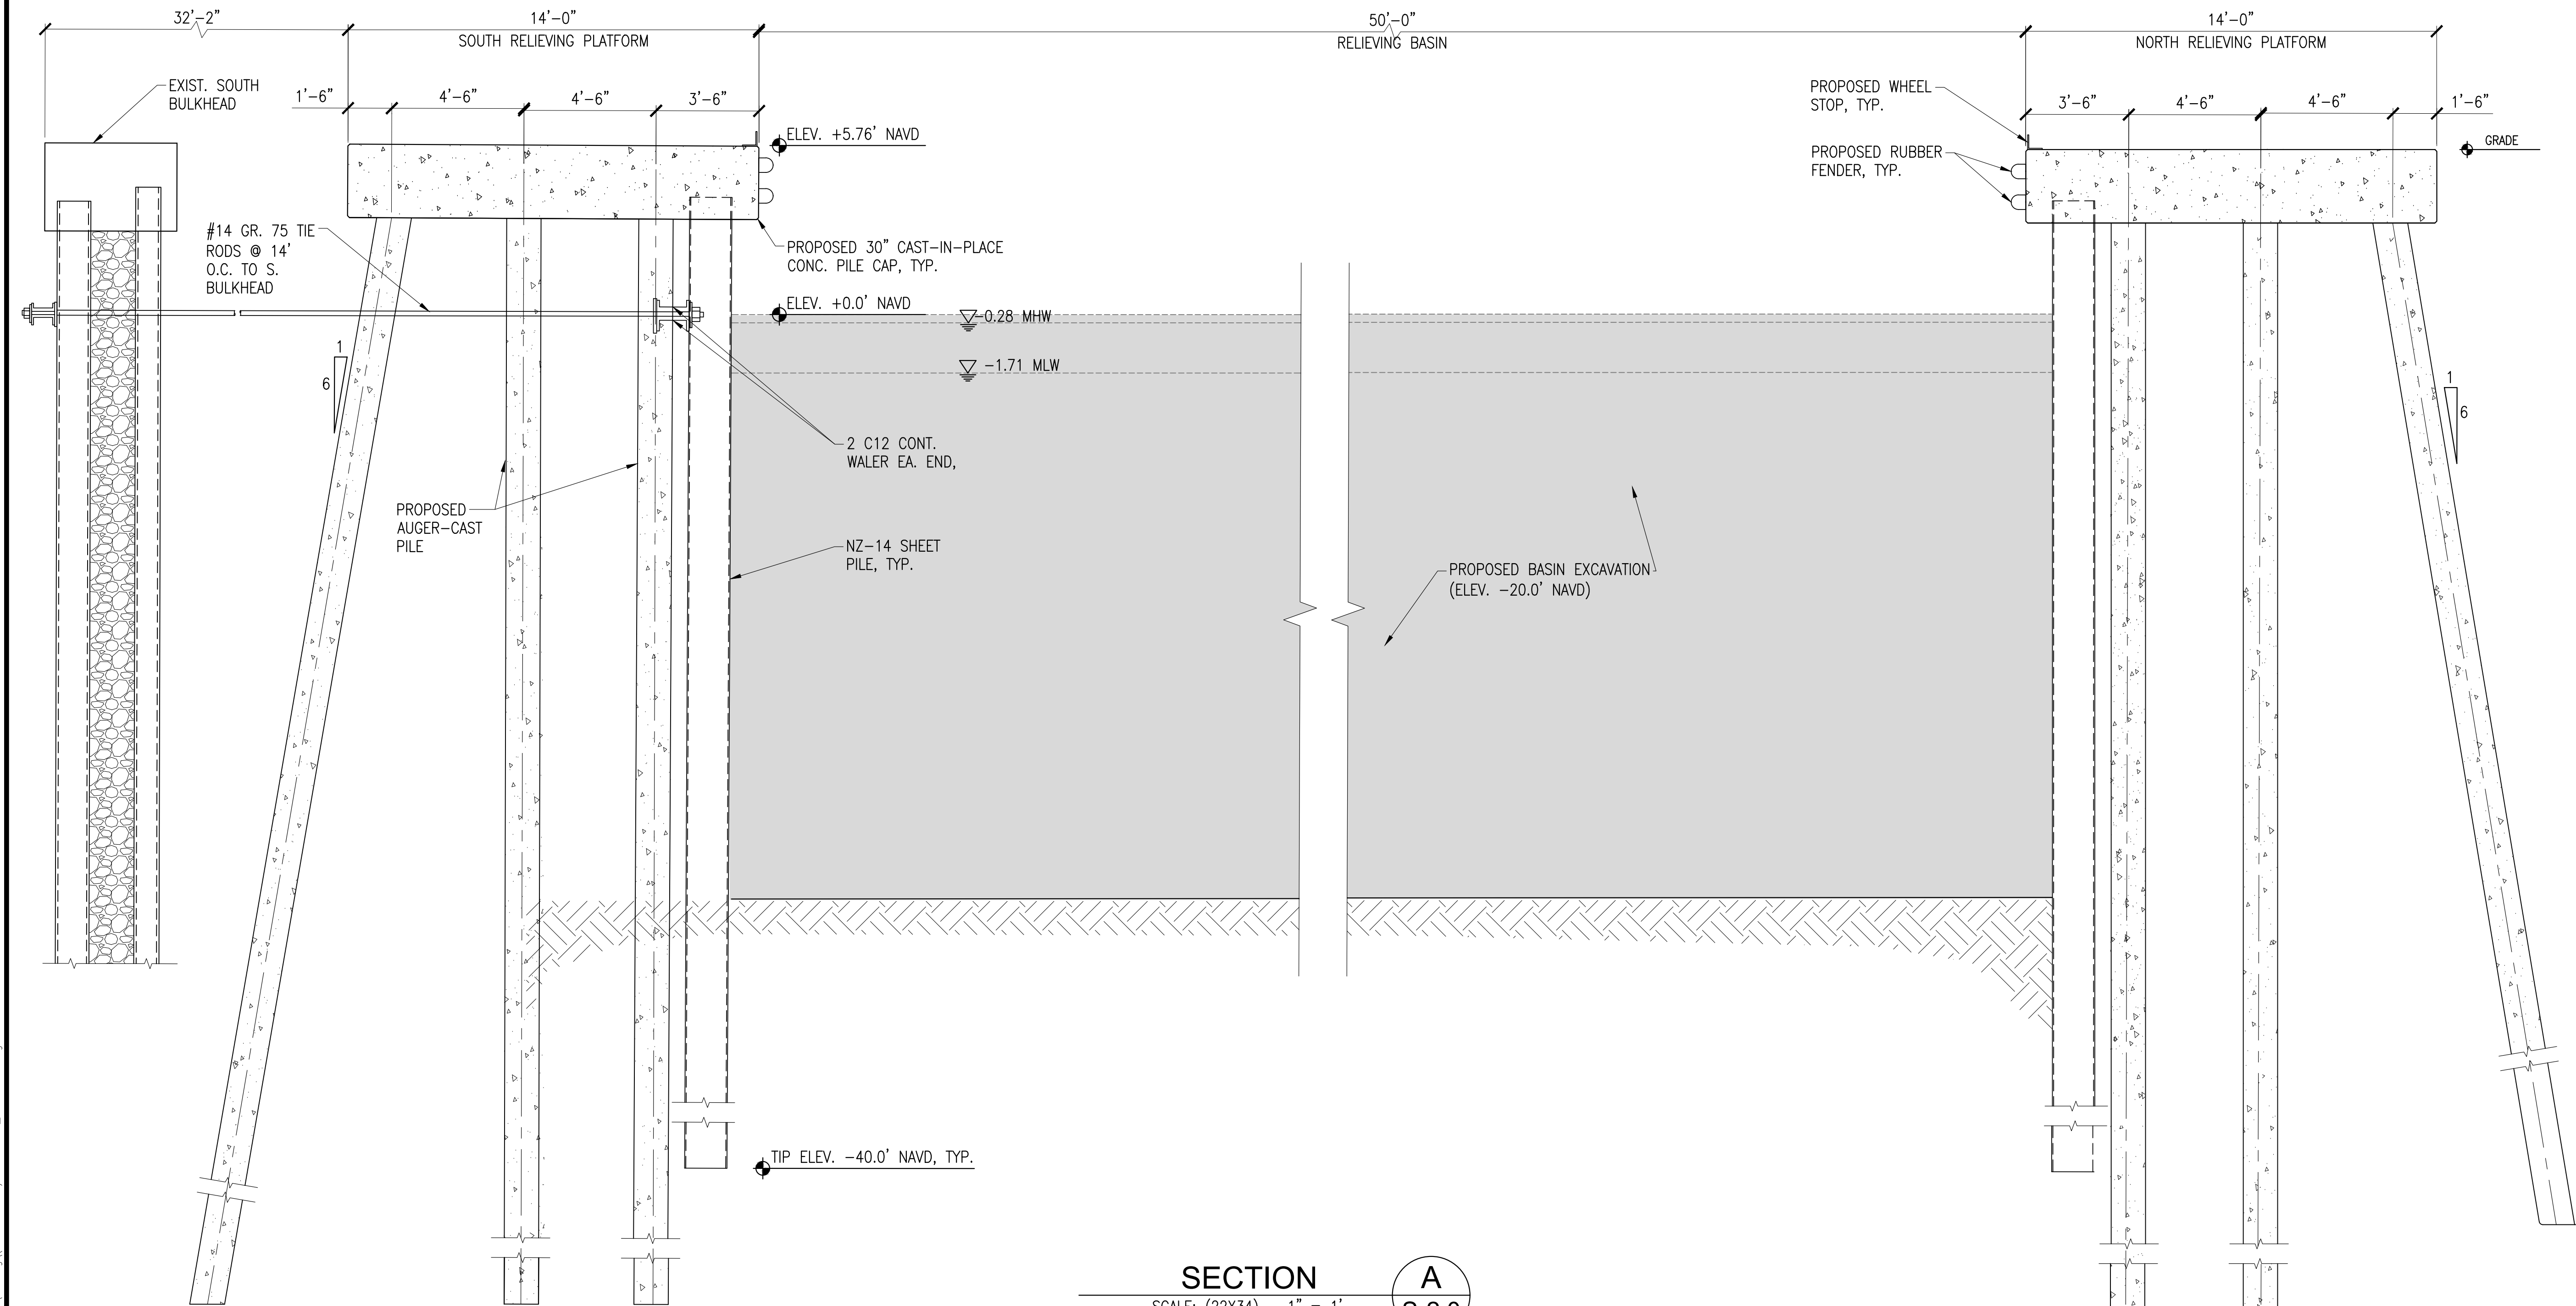 32'-2"
14'-0"
50'-0"
14'-0"
SOUTH RELIEVING PLATFORM
RELIEVING BASIN
NORTH RELIEVING PLATFORM
EXIST. SOUTH
BULKHEAD
1'-6"
4'-6"
4'-6"
3'-6"
PROPOSED WHEEL
STOP, TYP.
3'-6"
4'-6"
4'-6"
1'-6"
ELEV. +5.76' NAVD
GRADE
PROPOSED RUBBER
FENDER, TYP.
#14 GR. 75 TIE
RODS @ 14'
O.C. TO S.
BULKHEAD
PROPOSED 30" CAST-IN-PLACE
CONC. PILE CAP, TYP.
ELEV. +0.0' NAVD
-0.28 MHW
-1.71 MLW
1
6
1
6
2 C12 CONT.
WALER EA. END,
PROPOSED
AUGER-CAST
PILE
NZ-14 SHEET
PILE, TYP.
PROPOSED BASIN EXCAVATION
(ELEV. -20.0' NAVD)
TIP ELEV. -40.0' NAVD, TYP.
SECTION
A
SCALE: (22X34) 1" = 1'